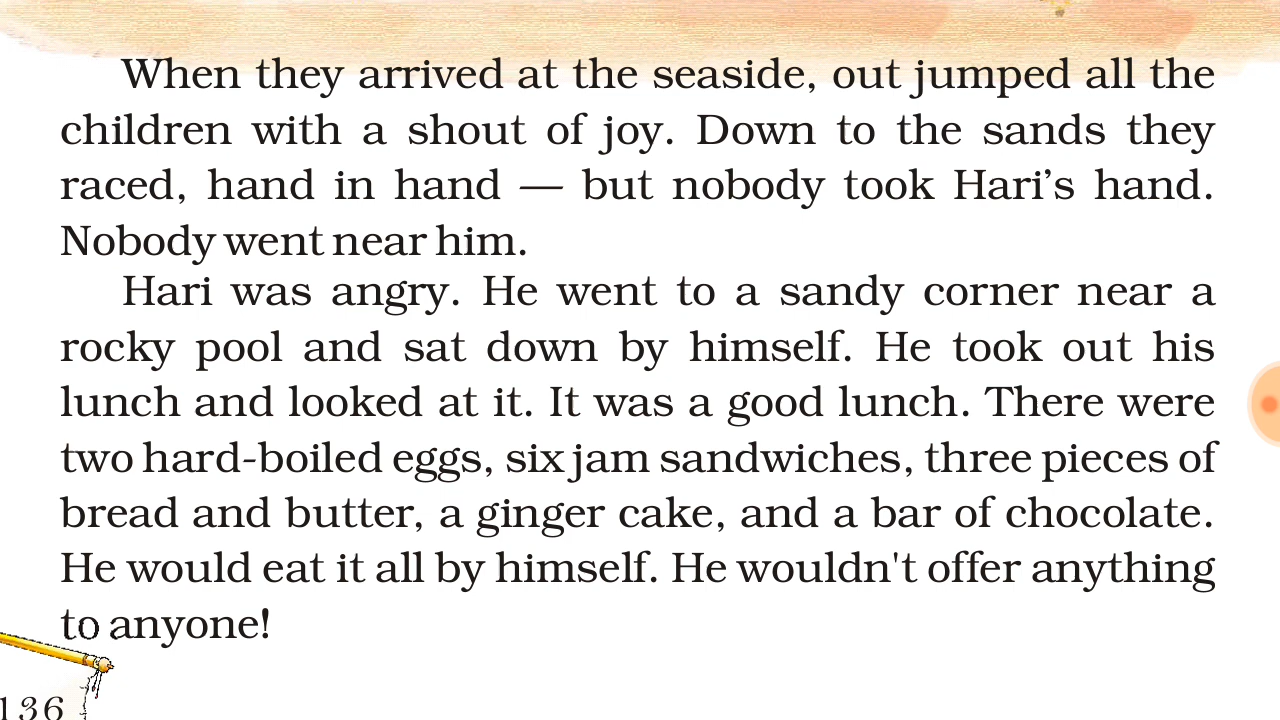 When they arrived at the seaside, out jumped all the
children with a shout of joy. Down to the sands they
raced, hand in hand — but nobody took Hari’s hand.
Nobody went near him.
Hari was angry. He went to a sandy corner near a
rocky pool and sat down by himself. He took out his
lunch and looked at it. It was a good lunch. There were
two hard-boiled eggs, six jam sandwiches, three pieces of
bread and butter, a ginger cake, and a bar of chocolate.
He would eat it all by himself. He wouldn't offer anything
to anyone!
136